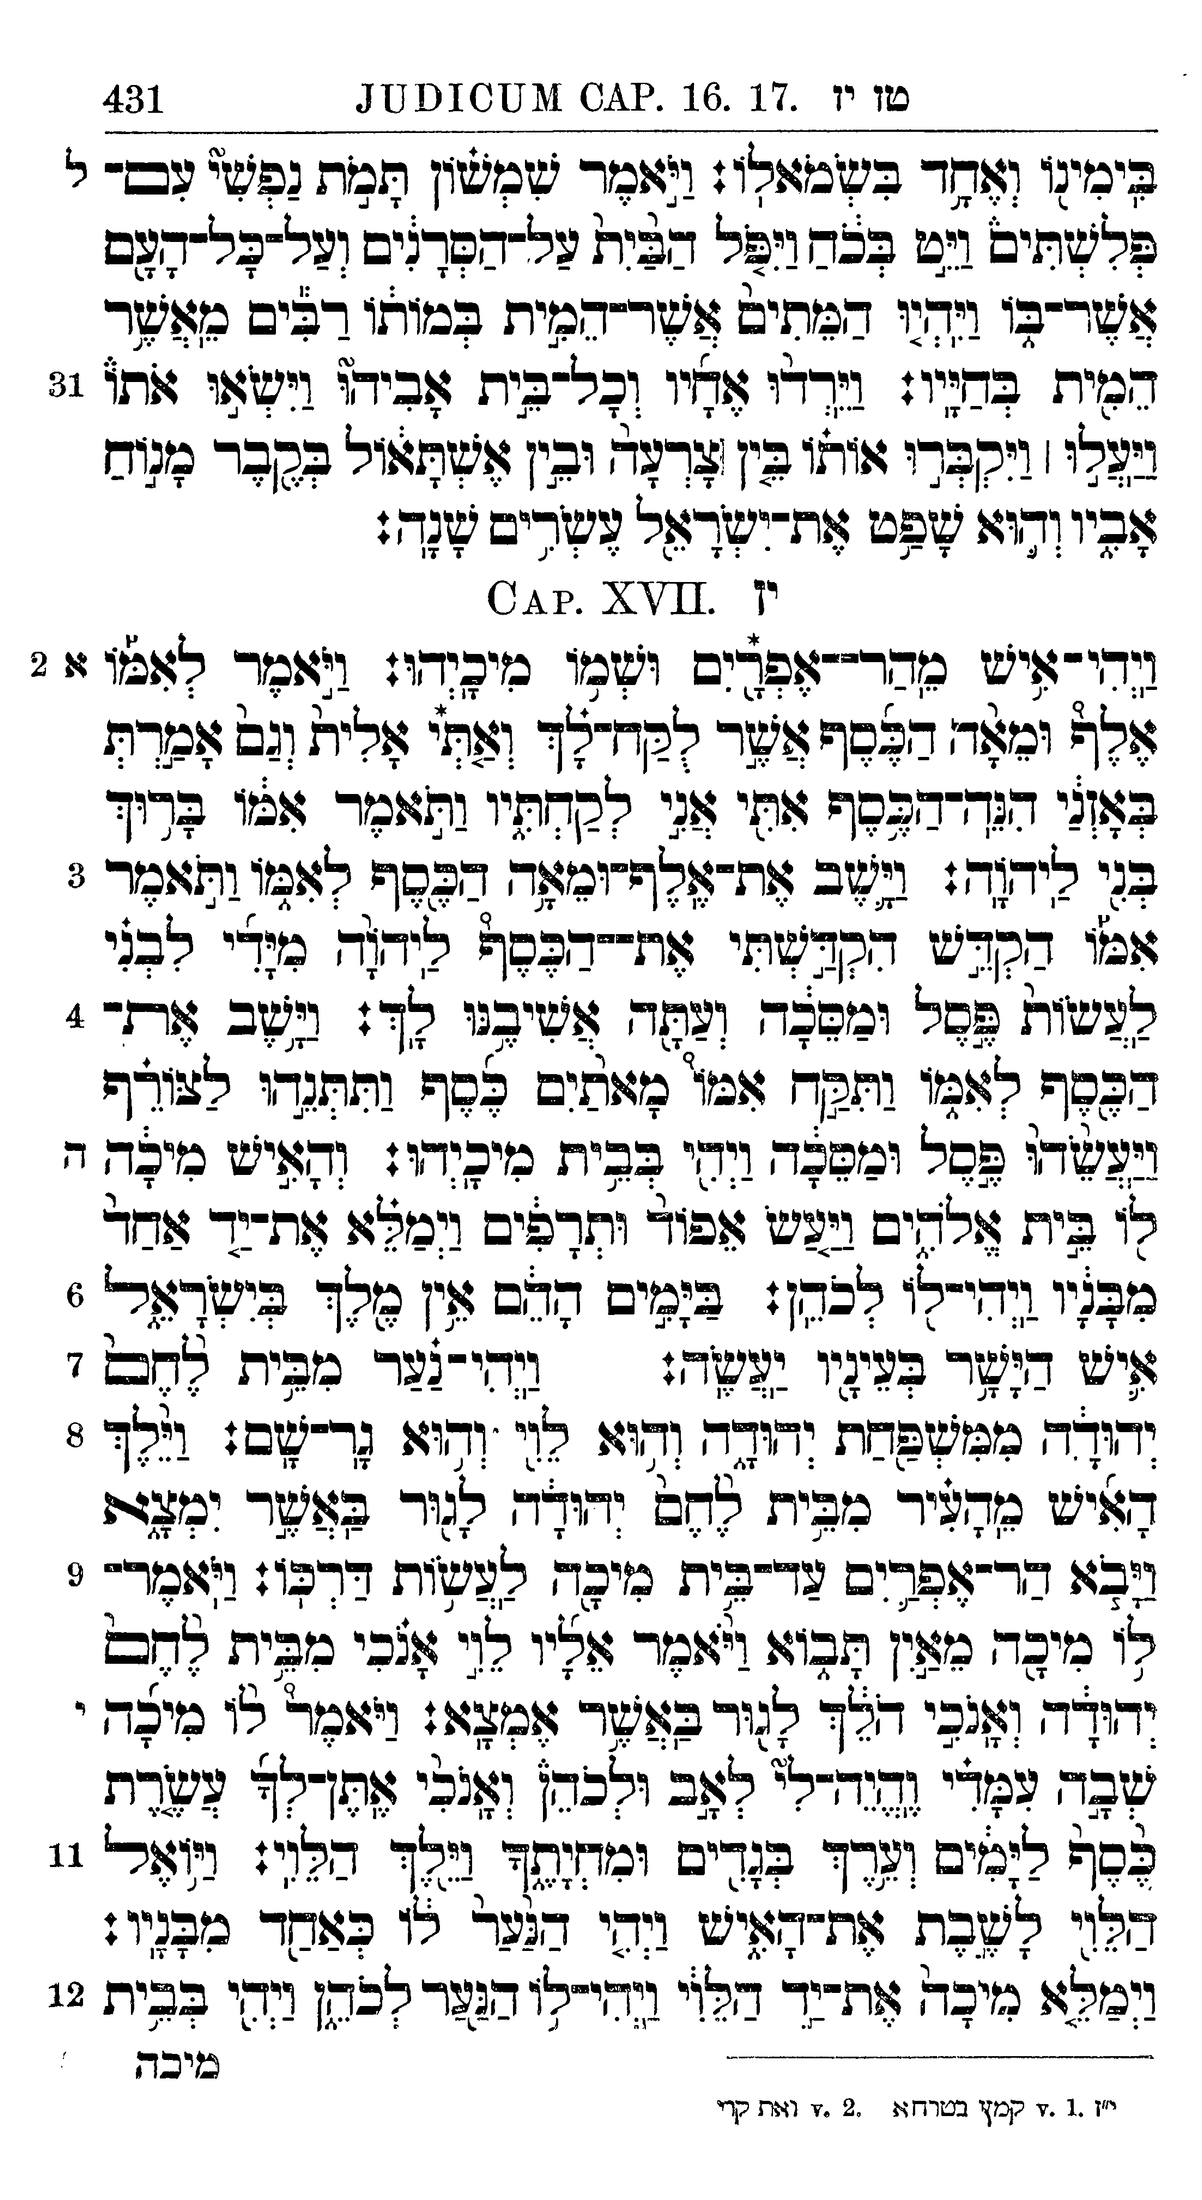 431 JUDICUM CAP. 16. 17. טז יז
בִּֽימִינ֖וֹ וְאֶחָ֥ד בִּשְׂמֹאלֽוֹ׃ וַיֹּ֣אמֶר שִׁמְשׁ֗וֹן תָּמ֣וֹת נַפְשִׁי֮ עִם־ ל
פְּלִשְׁתִּים֒ וַיֵּ֣ט בְּכֹ֔חַ וַיִּפֹּ֤ל הַבַּ֙יִת֙ עַל־הַסְּרָנִ֔ים וְעַל־כָּל־הָעָ֖ם
אֲשֶׁר־בּ֑וֹ וַיִּֽהְי֤וּ הַמֵּתִים֙ אֲשֶׁר־הֵמִ֣ית בְּמוֹת֔וֹ רַבִּ֕ים מֵֽאֲשֶׁ֥ר
הֵמִ֖ית בְּחַיָּֽיו׃ וַיֵּֽרְד֨וּ אֶחָ֜יו וְכָל־בֵּ֣ית אָבִיהוּ֮ וַיִּשְׂא֣וּ אֹתוֹ֒ 31
וַיַּֽעֲל֣וּ ׀ וַיִּקְבְּר֣וּ אוֹת֗וֹ בֵּ֤ין צָרְעָה֙ וּבֵ֣ין אֶשְׁתָּאֹ֔ול בְּקֶ֖בֶר מָנ֣וֹחַ
אָבִ֑יו וְה֛וּא שָׁפַ֥ט אֶת־יִשְׂרָאֵ֖ל עֶשְׂרִ֥ים שָׁנָֽה׃
CAP. XVII. יז
וַֽיְהִי־אִ֥ישׁ מֵֽהַר־אֶפְרָ֖יִם וּשְׁמ֥וֹ מִיכָֽיְהוּ׃ וַיֹּ֣אמֶר לְאִמּ֡וֹ א 2
אֶלֶף֩ וּמֵאָ֨ה הַכֶּ֜סֶף אֲשֶׁ֣ר לֻֽקַּֽח־לָ֗ךְ וְאַ֤תְּי אָלִית֙ וְגַם֙ אָמַ֣רְתְּ
בְּאָזְנַ֔י הִנֵּֽה־הַכֶּ֥סֶף אִתִּ֖י אֲנִ֣י לְקַחְתִּ֑יו וַתֹּ֣אמֶר אִמּ֔וֹ בָּר֥וּךְ
בְּנִ֖י לַֽיהוָֹֽה׃ וַיָּ֛שֶׁב אֶת־אֶֽלֶף־וּמֵאָ֥ה הַכֶּ֖סֶף לְאִמּ֑וֹ וַתֹּ֣אמֶר 3
אִמּ֡וֹ הַקְדֵּ֣שׁ הִקְדַּ֣שְׁתִּי אֶת־הַכֶּסֶף֩ לַֽיהוָֹ֨ה מִיָּדִ֜י לִבְנִ֗י
לַֽעֲשׂוֹת֙ פֶּ֣סֶל וּמַסֵּכָ֔ה וְעַתָּ֖ה אֲשִׁיבֶ֥נּוּ לָֽךְ׃ וַיָּ֥שֶׁב אֶת־ 4
הַכֶּ֖סֶף לְאִמּ֑וֹ וַתִּקַּ֣ח אִמּוֹ֩ מָאתַ֨יִם כֶּ֜סֶף וַתִּתְּנֵ֣הוּ לַצּוֹרֵ֗ף
וַֽיַּעֲשֵׂ֙הוּ֙ פֶּ֣סֶל וּמַסֵּכָ֔ה וַיְהִ֖י בְּבֵ֥ית מִיכָֽיְהוּ׃ וְהָאִ֣ישׁ מִיכָ֔ה ה
ל֖וֹ בֵּ֣ית אֱלֹהִ֑ים וַיַּ֤עַשׂ אֵפוֹד֙ וּתְרָפִ֔ים וַיְמַלֵּ֗א אֶת־יַ֤ד אַחַד֙
מִבָּנָ֔יו וַֽיְהִי־ל֖וֹ לְכֹהֵֽן׃ בַּיָּמִ֣ים הָהֵ֔ם אֵ֥ין מֶ֖לֶךְ בְּיִשְׂרָאֵ֑ל 6
אִ֛ישׁ הַיָּשָׁ֥ר בְּעֵינָ֖יו יַֽעֲשֶֽׂה׃ וַֽיְהִי־נַ֗עַר מִבֵּ֥ית לֶ֙חֶם֙ 7
יְהוּדָ֔ה מִמִּשְׁפַּ֖חַת יְהוּדָ֑ה וְה֥וּא לֵוִ֖י וְה֥וּא גָֽר־שָֽׁם׃ וַיֵּ֨לֶךְ 8
הָאִ֜ישׁ מֵֽהָעִ֗יר מִבֵּ֥ית לֶ֙חֶם֙ יְהוּדָ֔ה לָג֖וּר בַּֽאֲשֶׁ֣ר יִמְצָ֑א
וַיָּבֹ֧א הַר־אֶפְרַ֛יִם עַד־בֵּ֥ית מִיכָ֖ה לַֽעֲשׂ֥וֹת דַּרְכּֽוֹ׃ וַיֹּֽאמֶר־ 9
ל֥וֹ מִיכָ֖ה מֵאַ֣יִן תָּב֑וֹא וַיֹּ֨אמֶר אֵלָ֜יו לֵוִ֣י אָנֹ֗כִי מִבֵּ֥ית לֶ֙חֶם֙
יְהוּדָ֔ה וְאָֽנֹכִ֣י הֹלֵ֔ךְ לָג֖וּר בַּֽאֲשֶׁ֥ר אֶמְצָֽא׃ וַיֹּאמֶר֩ ל֨וֹ מִיכָ֜ה י
שְׁבָ֣ה עִמָּדִ֗י וֶֽהְיֵה־לִי֮ לְאָ֣ב וּלְכֹהֵן֒ וְאָֽנֹכִ֨י אֶֽתֶּן־לְךָ֜ עֲשֶׂ֤רֶת
כֶּ֙סֶף֙ לַיָּמִ֔ים וְעֵ֥רֶךְ בְּגָדִ֖ים וּמִחְיָתֶ֑ךָ וַיֵּ֖לֶךְ הַלֵּוִֽי׃ וַיּ֥וֹאֶל 11
הַלֵּוִ֖י לָשֶׁ֣בֶת אֶת־הָאִ֑ישׁ וַיְהִ֤י הַנַּ֙עַר֙ ל֔וֹ כְּאַחַ֖ד מִבָּנָֽיו׃
וַיְמַלֵּ֤א מִיכָה֙ אֶת־יַ֣ד הַלֵּוִ֔י וַֽיְהִי־ל֥וֹ הַנַּ֖עַר לְכֹהֵ֑ן וַיְהִ֖י בְּבֵ֥ית 12
מיכה
י״ז v. 1. קמץ בטרחא v. 2. ואת קרי